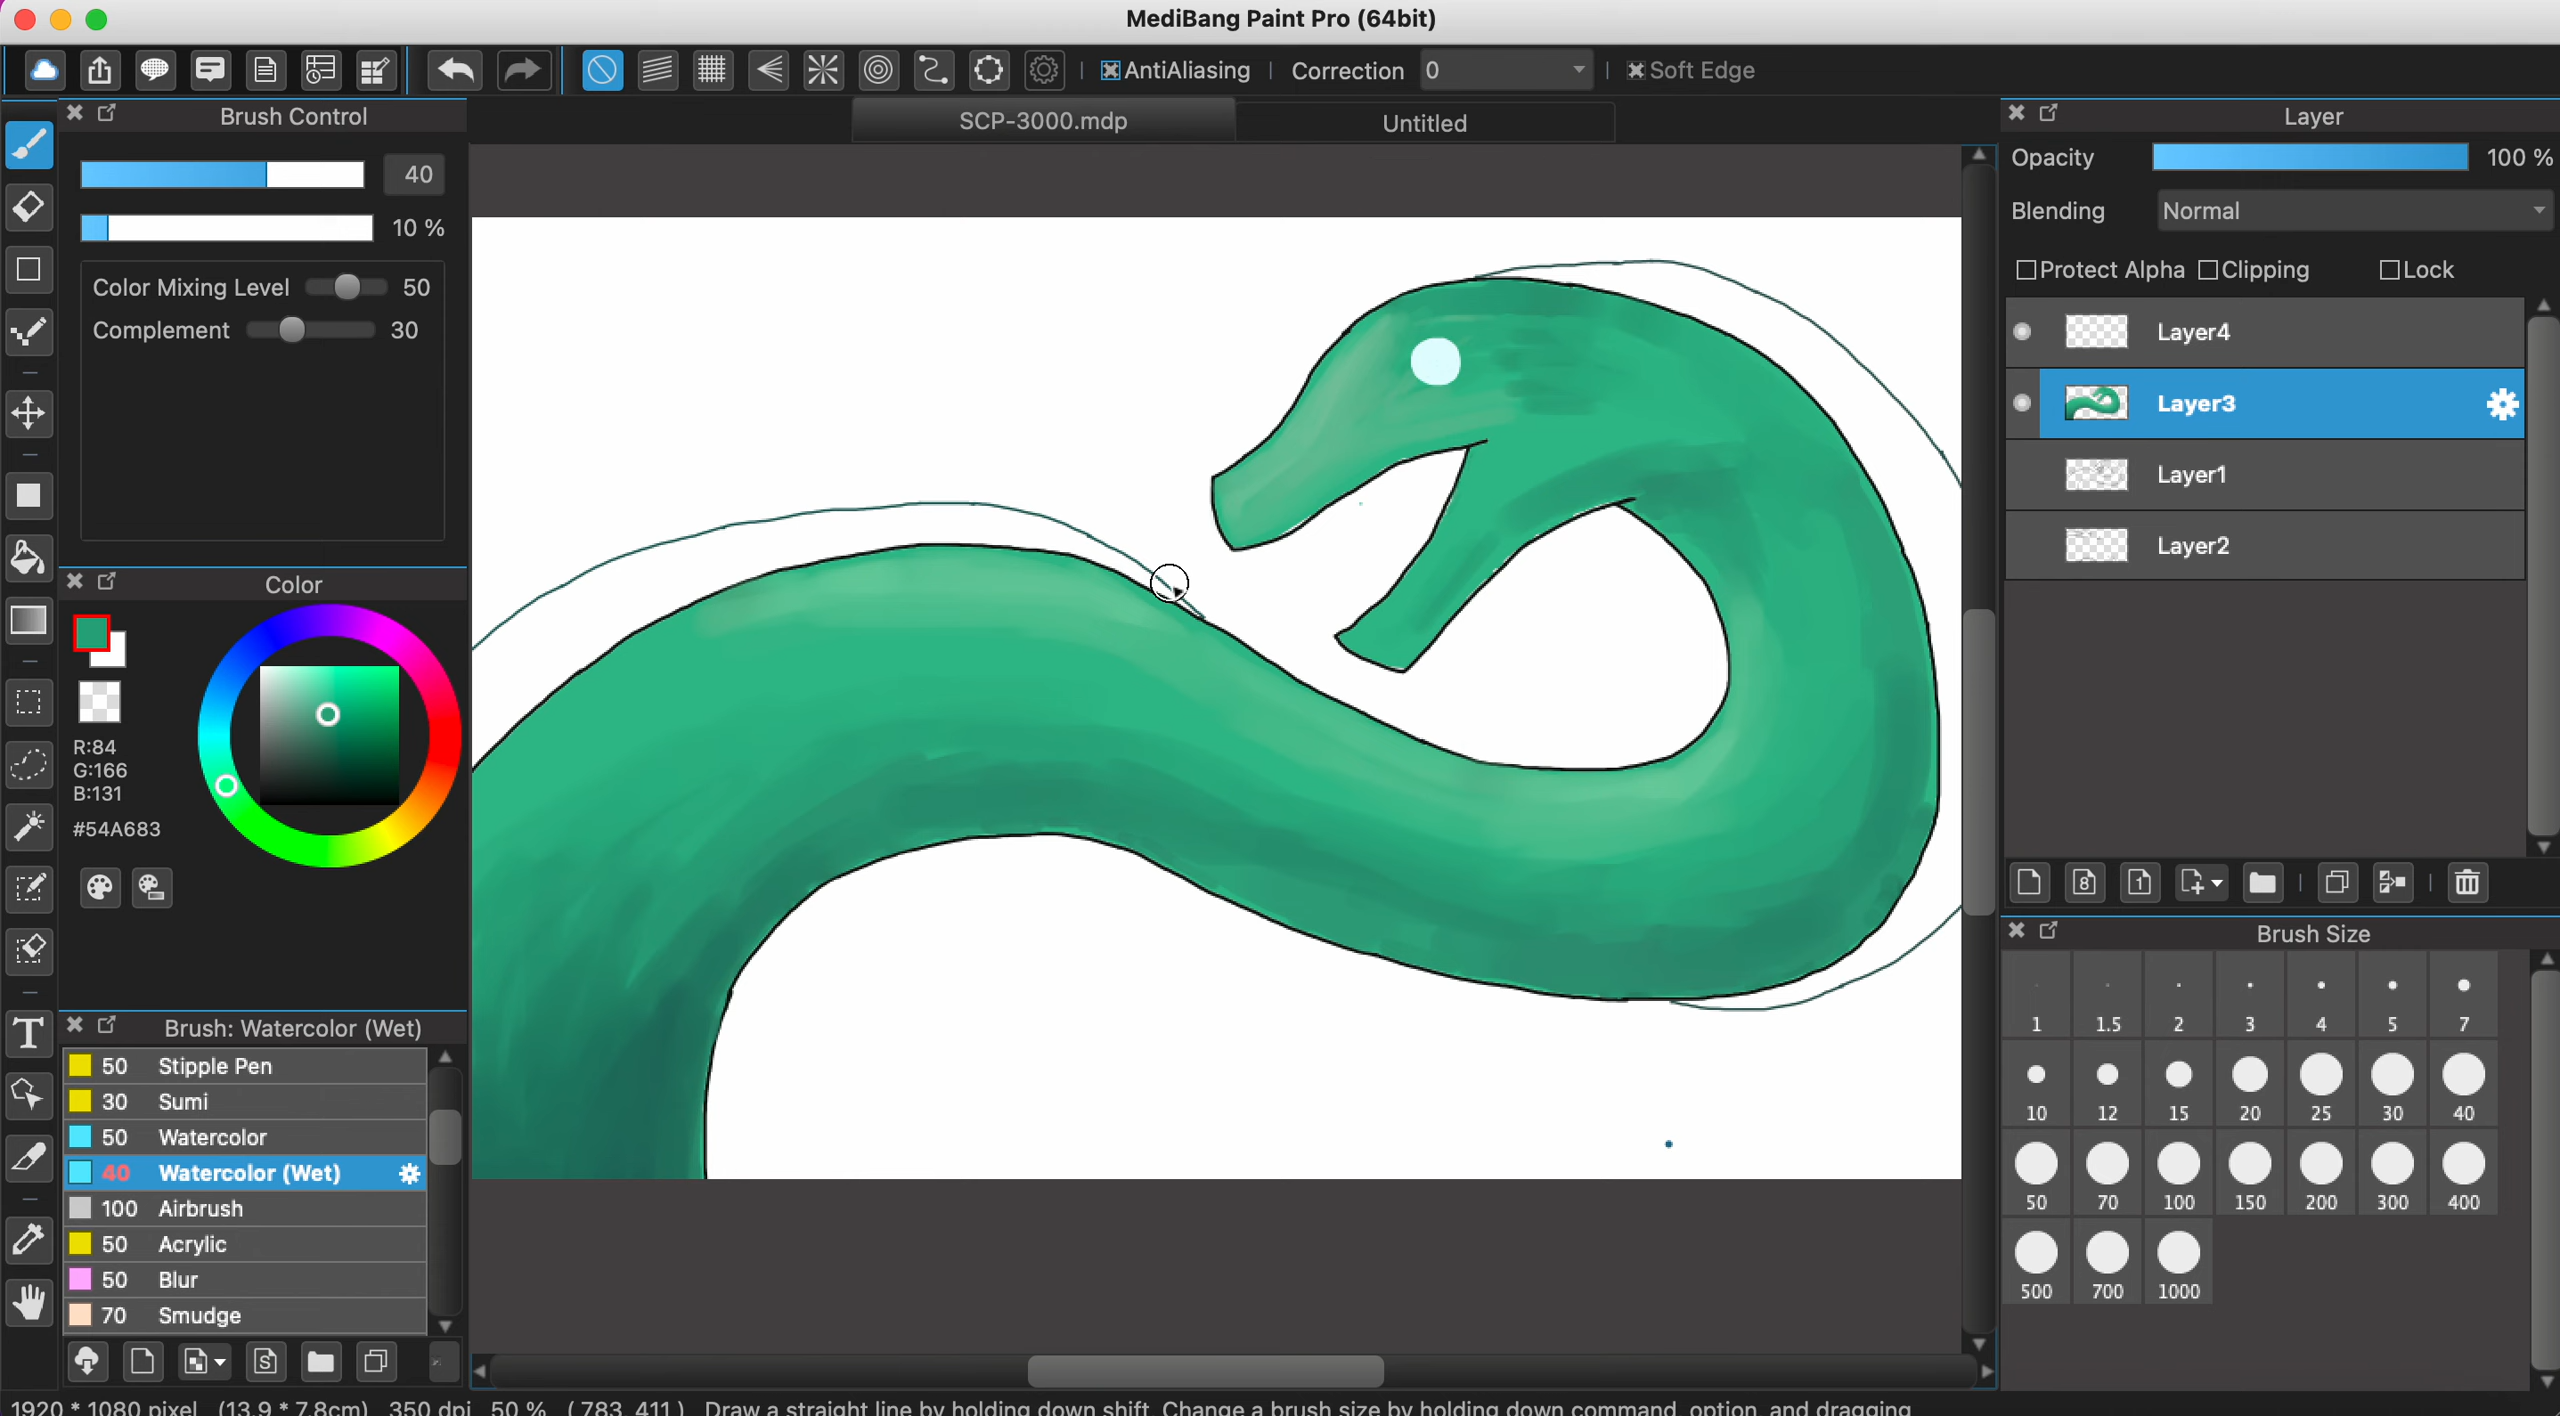 MediBang Paint Pro (64bit)
AntiAliasing
Correction
0
Soft Edge
SCP-3000.mdp
Untitled
Brush Control
40
10 %
Color Mixing Level
50
Complement
30
Color
R:84
G:166
B:131
#54A683
Brush: Watercolor (Wet)
50 Stipple Pen
30 Sumi
50 Watercolor
40 Watercolor (Wet)
100 Airbrush
50 Acrylic
50 Blur
70 Smudge
T
S
Layer
Opacity
100 %
Blending
Normal
Protect Alpha
Clipping
Lock
Layer4
Layer3
Layer1
Layer2
8
1
Brush Size
1 1.5 2 3 4 5 7
10 12 15 20 25 30 40
50 70 100 150 200 300 400
500 700 1000
1920 * 1080 pixel (13.9 * 7.8cm) 350 dpi 50 % ( 783, 411 ) Draw a straight line by holding down shift, Change a brush size by holding down command, option, and dragging